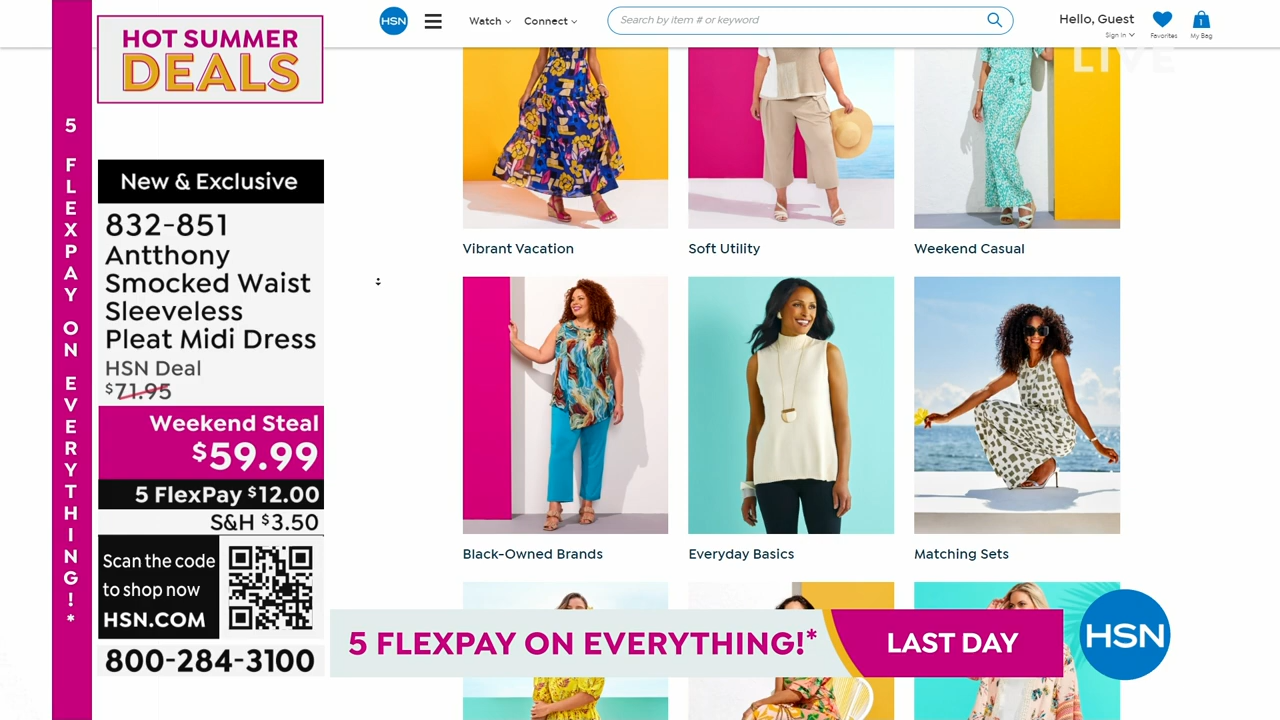 HOT SUMMER
DEALS
5 FLEXPAY ON EVERYTHING!*
New & Exclusive
832-851
Antthony
Smocked Waist
Sleeveless
Pleat Midi Dress
HSN Deal
$71.95
Weekend Steal
$59.99
5 FlexPay $12.00
S&H $3.50
Scan the code
to shop now
HSN.COM
800-284-3100
HSN
Watch
Connect
Search by item # or keyword
Hello, Guest
Sign In
Favorites
1
My Bag
LIVE
Vibrant Vacation
Soft Utility
Weekend Casual
Black-Owned Brands
Everyday Basics
Matching Sets
5 FLEXPAY ON EVERYTHING!*
LAST DAY
HSN